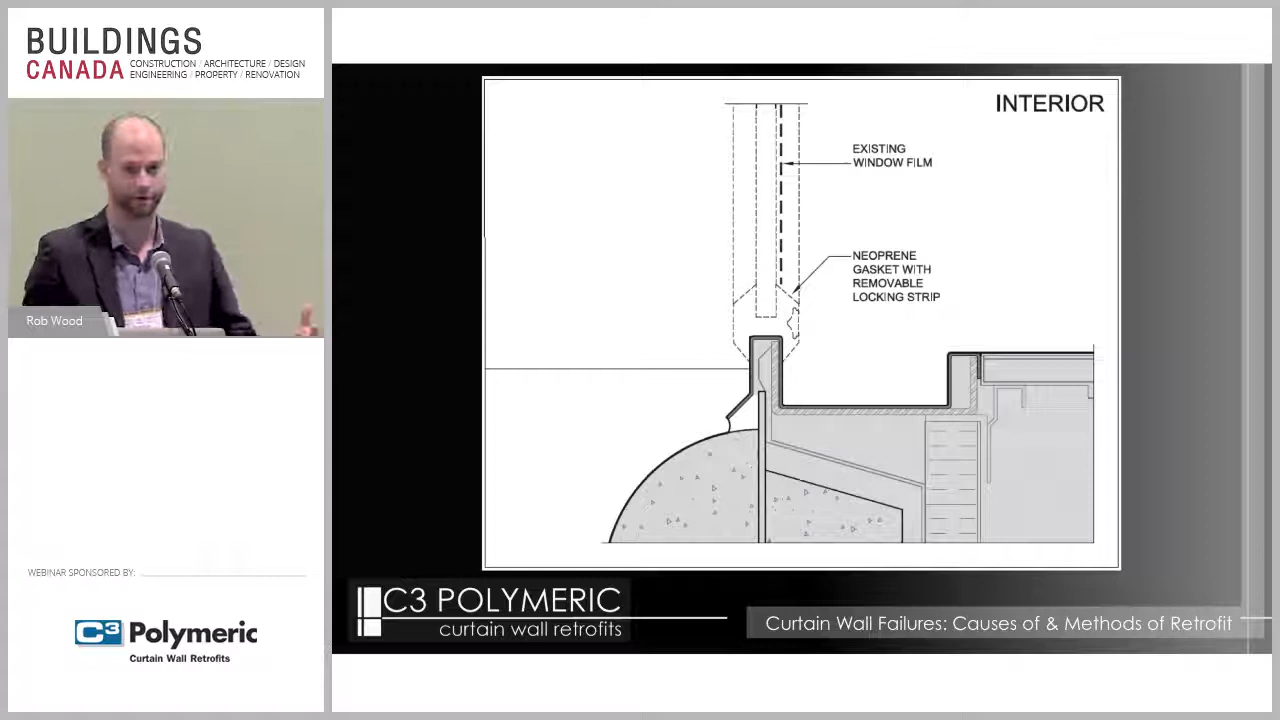 BUILDINGS
CANADA CONSTRUCTION / ARCHITECTURE / DESIGN
ENGINEERING / PROPERTY / RENOVATION
Rob Wood
WEBINAR SPONSORED BY:
C3 Polymeric
Curtain Wall Retrofits
INTERIOR
EXISTING
WINDOW FILM
NEOPRENE
GASKET WITH
REMOVABLE
LOCKING STRIP
C3 POLYMERIC
curtain wall retrofits
Curtain Wall Failures: Causes of & Methods of Retrofit